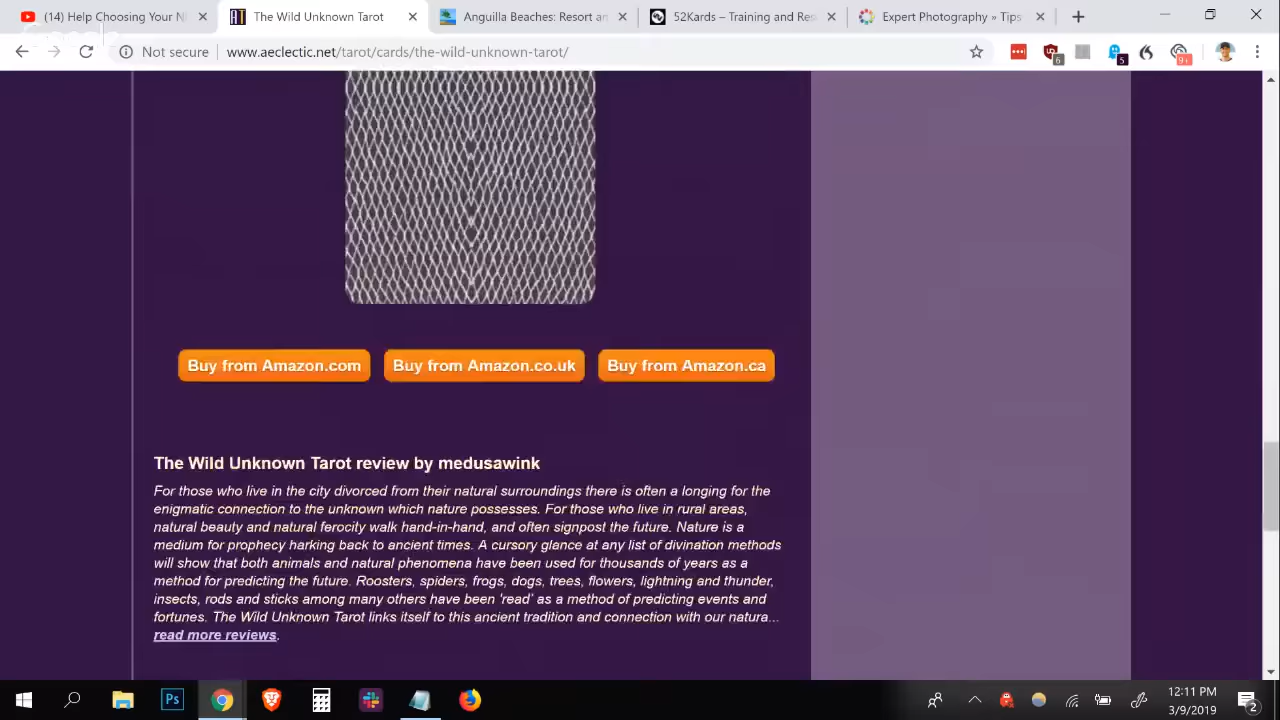 (14) Help Choosing Your N
The Wild Unknown Tarot
Anguilla Beaches: Resort an
52Kards – Training and Res
Expert Photography » Tips
Not secure
www.aeclectic.net/tarot/cards/the-wild-unknown-tarot/
6
5
9+
Buy from Amazon.com
Buy from Amazon.co.uk
Buy from Amazon.ca
The Wild Unknown Tarot review by medusawink
For those who live in the city divorced from their natural surroundings there is often a longing for the
enigmatic connection to the unknown which nature possesses. For those who live in rural areas,
natural beauty and natural ferocity walk hand-in-hand, and often signpost the future. Nature is a
medium for prophecy harking back to ancient times. A cursory glance at any list of divination methods
will show that both animals and natural phenomena have been used for thousands of years as a
method for predicting the future. Roosters, spiders, frogs, dogs, trees, flowers, lightning and thunder,
insects, rods and sticks among many others have been 'read' as a method of predicting events and
fortunes. The Wild Unknown Tarot links itself to this ancient tradition and connection with our natura...
read more reviews.
Ps
12:11 PM
3/9/2019
2